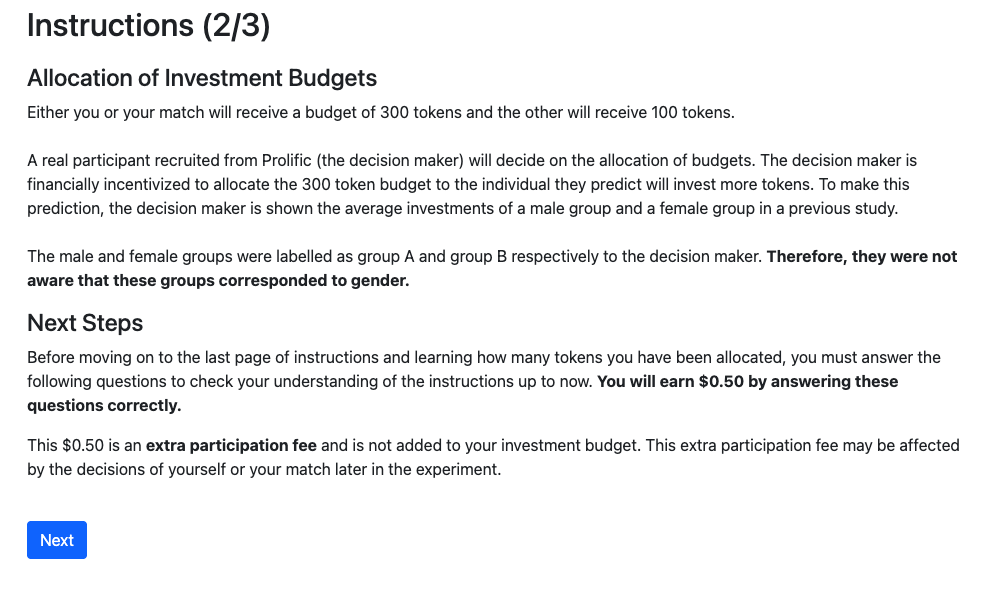 Instructions (2/3)
Allocation of Investment Budgets
Either you or your match will receive a budget of 300 tokens and the other will receive 100 tokens.
A real participant recruited from Prolific (the decision maker) will decide on the allocation of budgets. The decision maker is
financially incentivized to allocate the 300 token budget to the individual they predict will invest more tokens. To make this
prediction, the decision maker is shown the average investments of a male group and a female group in a previous study.
The male and female groups were labelled as group A and group B respectively to the decision maker. Therefore, they were not
aware that these groups corresponded to gender.
Next Steps
Before moving on to the last page of instructions and learning how many tokens you have been allocated, you must answer the
following questions to check your understanding of the instructions up to now. You will earn $0.50 by answering these
questions correctly.
This $0.50 is an extra participation fee and is not added to your investment budget. This extra participation fee may be affected
by the decisions of yourself or your match later in the experiment.
Next